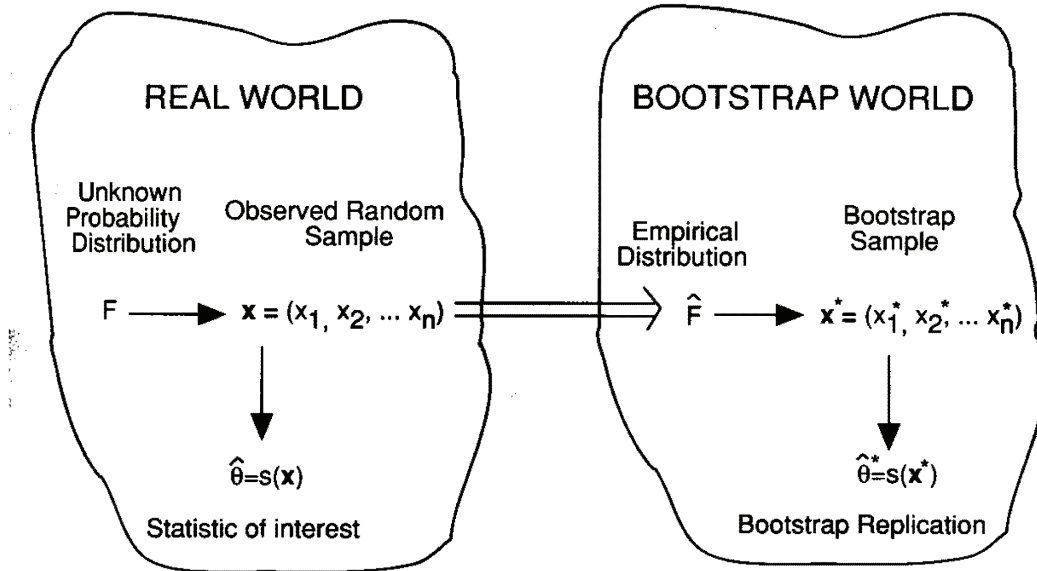 REAL WORLD
Unknown
Probability
Distribution
Observed Random
Sample
F
x = (x₁, x₂, ... xₙ)
θ̂=s(x)
Statistic of interest
BOOTSTRAP WORLD
Empirical
Distribution
Bootstrap
Sample
F̂
x* = (x₁*, x₂*, ... xₙ*)
θ̂*=s(x*)
Bootstrap Replication